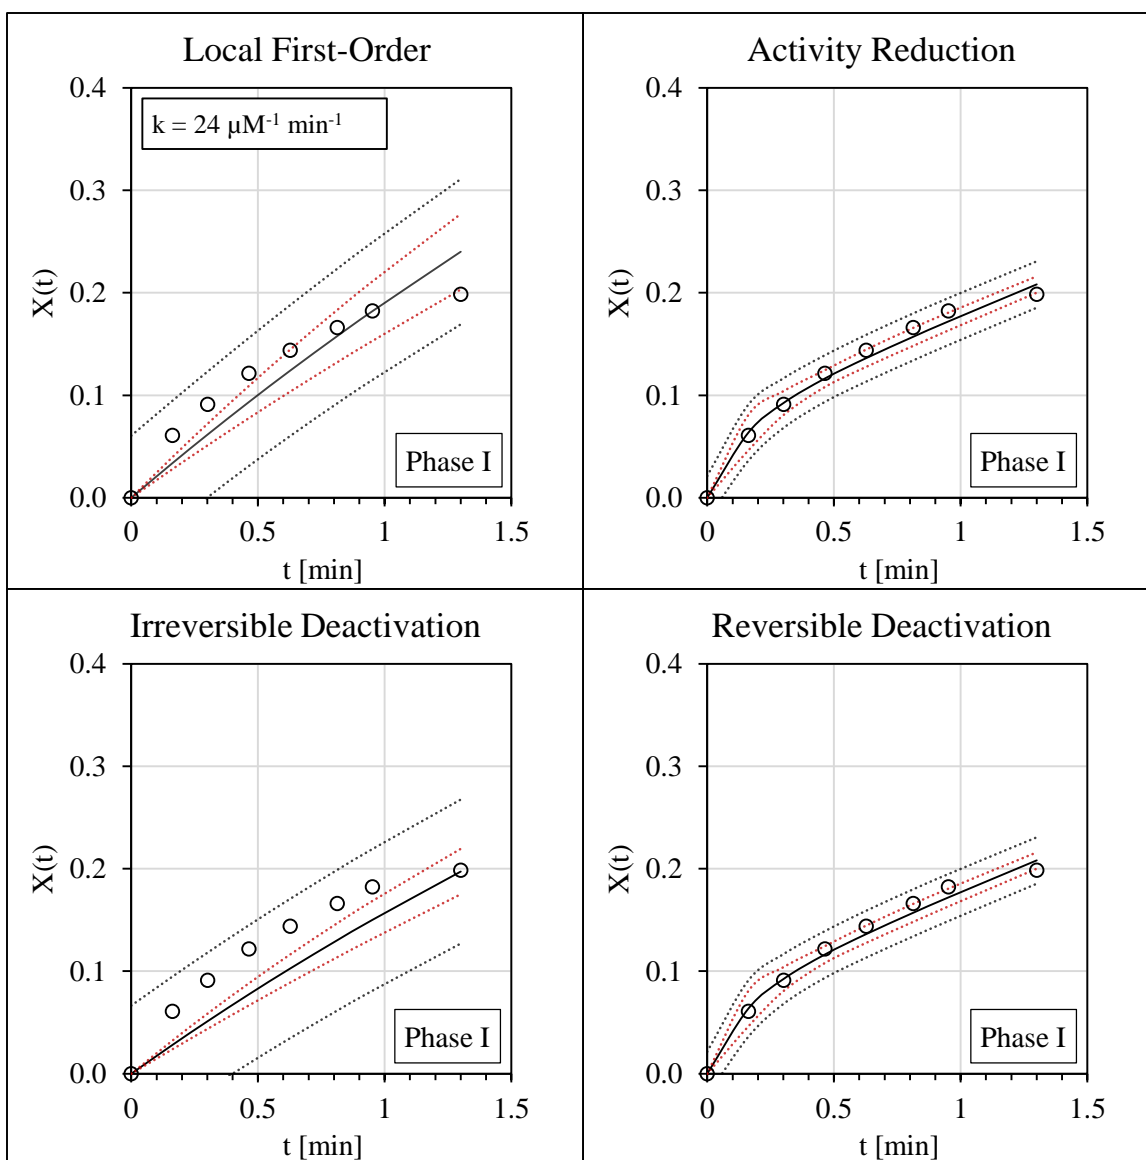 Local First-Order
0.4
k = 24 μM⁻¹ min⁻¹
0.3
X(t)
0.2
0.1
Phase I
0.0
0
0.5
1
1.5
t [min]
Activity Reduction
0.4
0.3
X(t)
0.2
0.1
Phase I
0.0
0
0.5
1
1.5
t [min]
Irreversible Deactivation
0.4
0.3
X(t)
0.2
0.1
Phase I
0.0
0
0.5
1
1.5
t [min]
Reversible Deactivation
0.4
0.3
X(t)
0.2
0.1
Phase I
0.0
0
0.5
1
1.5
t [min]